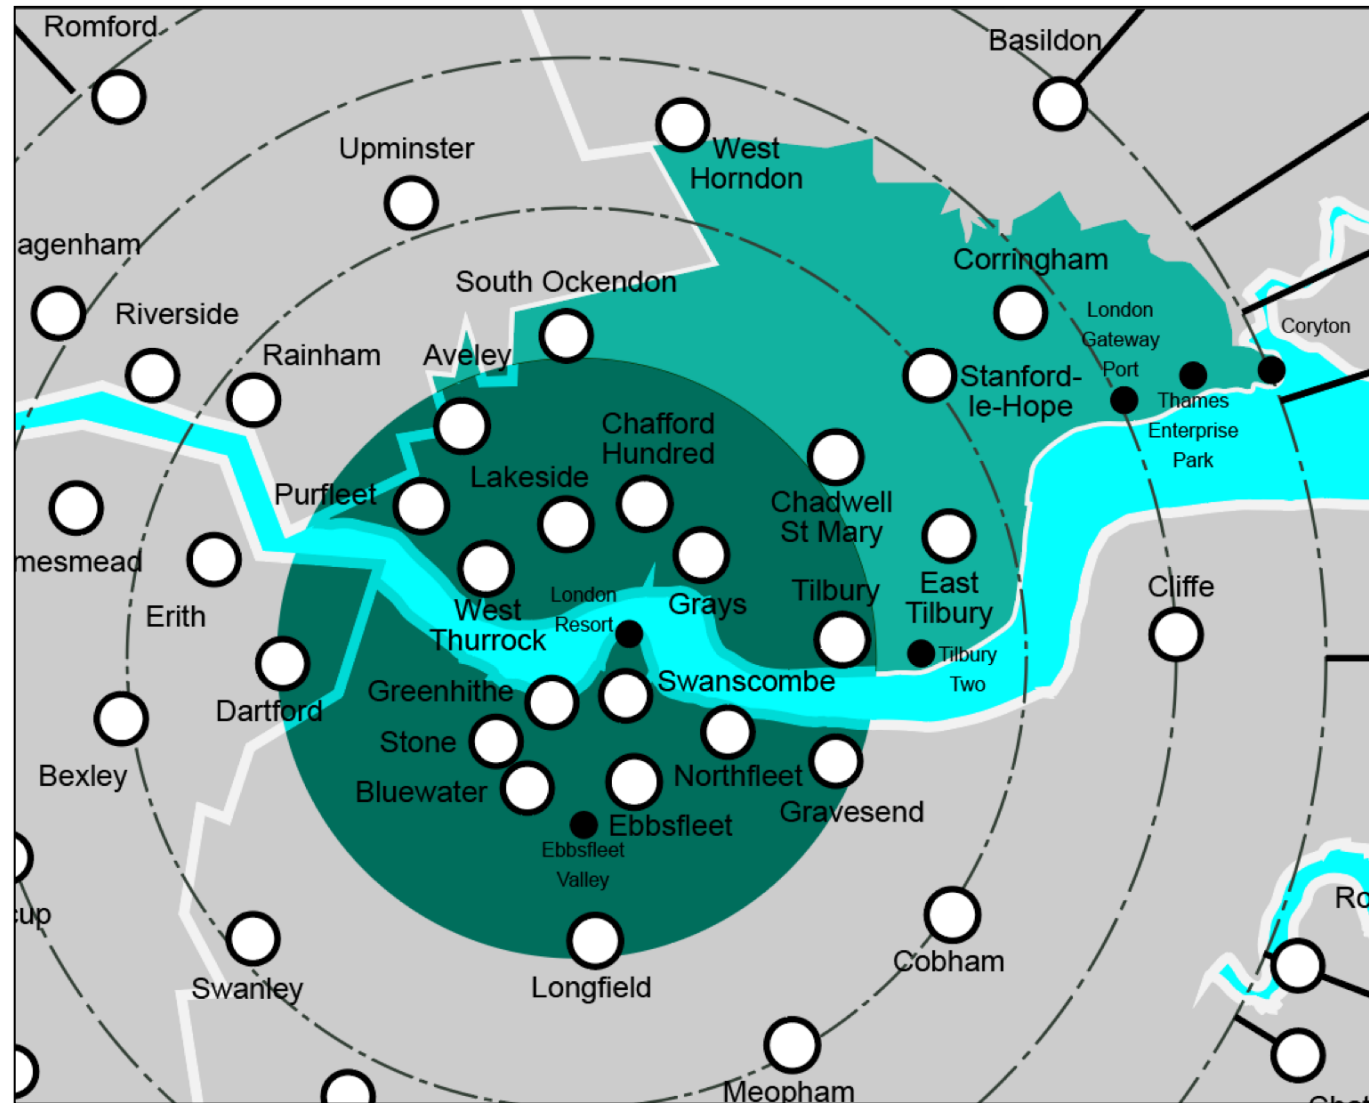 Romford
Basildon
Upminster
West
Horndon
agenham
Riverside
South Ockendon
Corringham
Rainham
Aveley
London
Gateway
Port
Coryton
Stanford-
le-Hope
Thames
Enterprise
Park
Chafford
Hundred
Lakeside
Purfleet
Chadwell
St Mary
mesmead
Erith
West
Thurrock
London
Resort
Grays
Tilbury
East
Tilbury
Cliffe
Tilbury
Two
Dartford
Greenhithe
Swanscombe
Stone
Bexley
Bluewater
Northfleet
Gravesend
Ebbsfleet
Ebbsfleet
Valley
cup
Ro
Swanley
Longfield
Cobham
Meopham